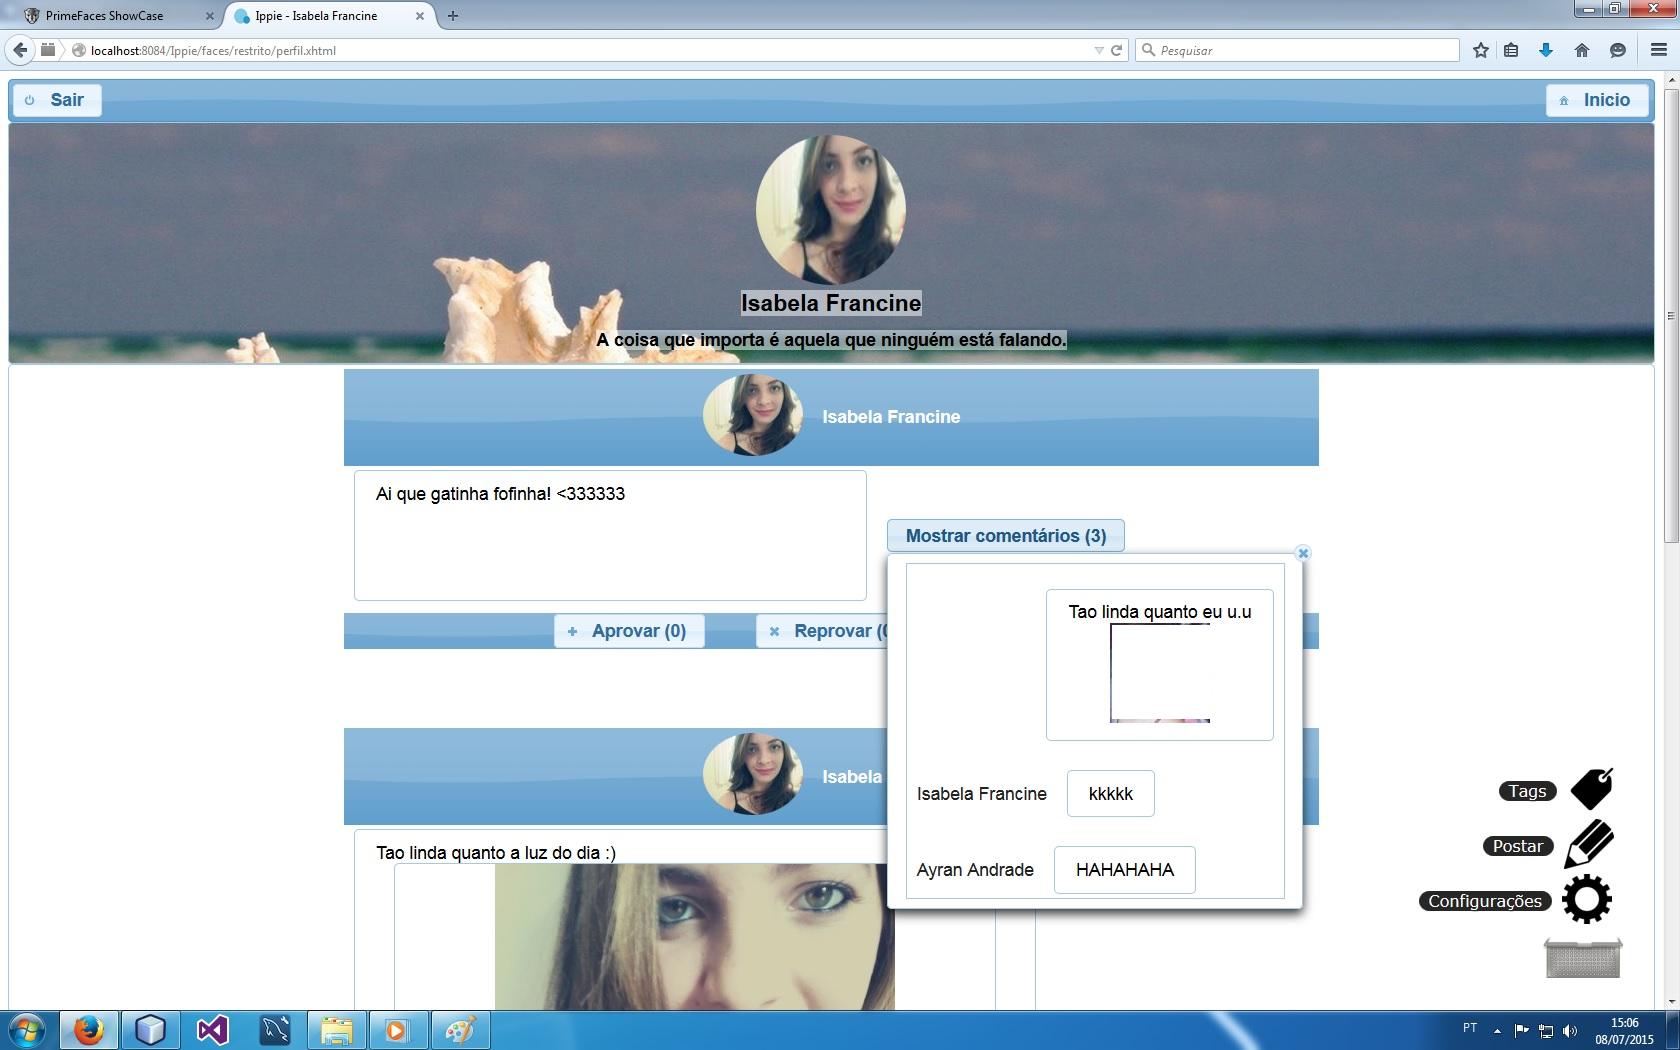 PrimeFaces ShowCase
Ippie - Isabela Francine
localhost:8084/Ippie/faces/restrito/perfil.xhtml
Pesquisar
Sair
Inicio
Isabela Francine
A coisa que importa é aquela que ninguém está falando.
Isabela Francine
Ai que gatinha fofinha! <333333
Mostrar comentários (3)
Tao linda quanto eu u.u
Aprovar (0)
Reprovar (0
Isabela
Isabela Francine
kkkkk
Ayran Andrade
HAHAHAHA
Tao linda quanto a luz do dia :)
Tags
Postar
Configurações
PT
15:06
08/07/2015